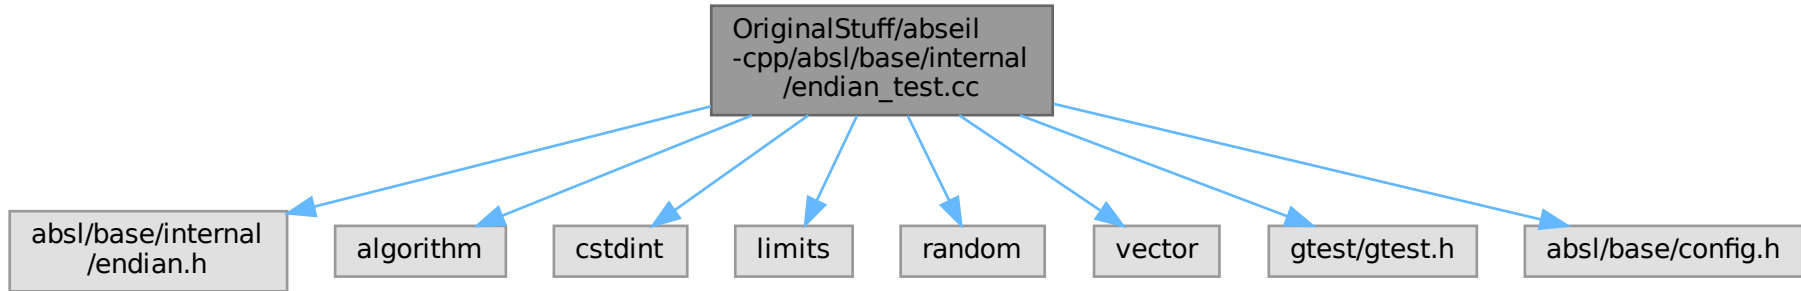 OriginalStuff/abseil
-cpp/absl/base/internal
/endian_test.cc
absl/base/internal
/endian.h
algorithm
cstdint
limits
random
vector
gtest/gtest.h
absl/base/config.h